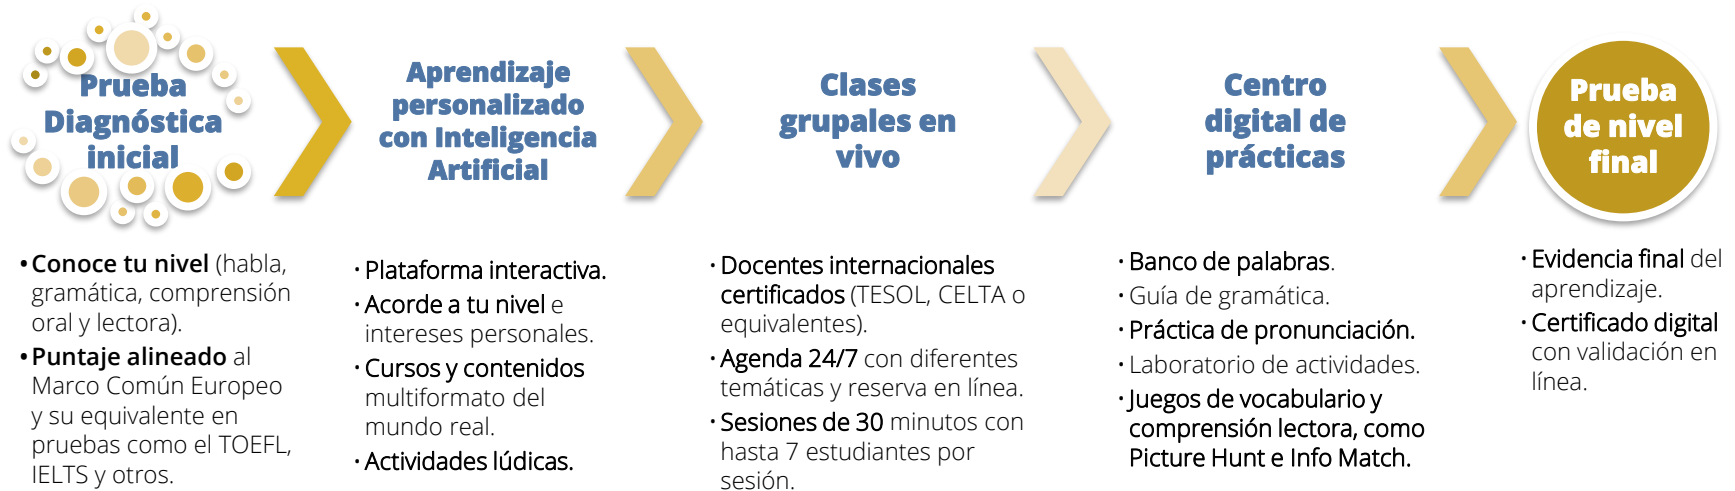 Prueba
Diagnóstica
inicial
• Conoce tu nivel (habla,
gramática, comprensión
oral y lectora).
• Puntaje alineado al
Marco Común Europeo
y su equivalente en
pruebas como el TOEFL,
IELTS y otros.
Aprendizaje
personalizado
con Inteligencia
Artificial
· Plataforma interactiva.
· Acorde a tu nivel e
intereses personales.
· Cursos y contenidos
multiformato del
mundo real.
· Actividades lúdicas.
Clases
grupales en
vivo
· Docentes internacionales
certificados (TESOL, CELTA o
equivalentes).
· Agenda 24/7 con diferentes
temáticas y reserva en línea.
· Sesiones de 30 minutos con
hasta 7 estudiantes por
sesión.
Centro
digital de
prácticas
· Banco de palabras.
· Guía de gramática.
· Práctica de pronunciación.
· Laboratorio de actividades.
· Juegos de vocabulario y
comprensión lectora, como
Picture Hunt e Info Match.
Prueba
de nivel
final
· Evidencia final del
aprendizaje.
· Certificado digital
con validación en
línea.